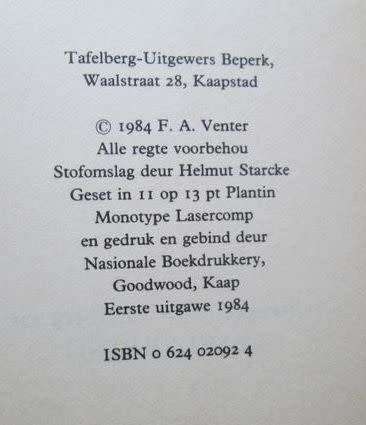 Tafelberg-Uitgewers Beperk,
Waalstraat 28, Kaapstad
© 1984 F. A. Venter
Alle regte voorbehou
Stofomslag deur Helmut Starcke
Geset in 11 op 13 pt Plantin
Monotype Lasercomp
en gedruk en gebind deur
Nasionale Boekdrukkery,
Goodwood, Kaap
Eerste uitgawe 1984
ISBN 0 624 02092 4